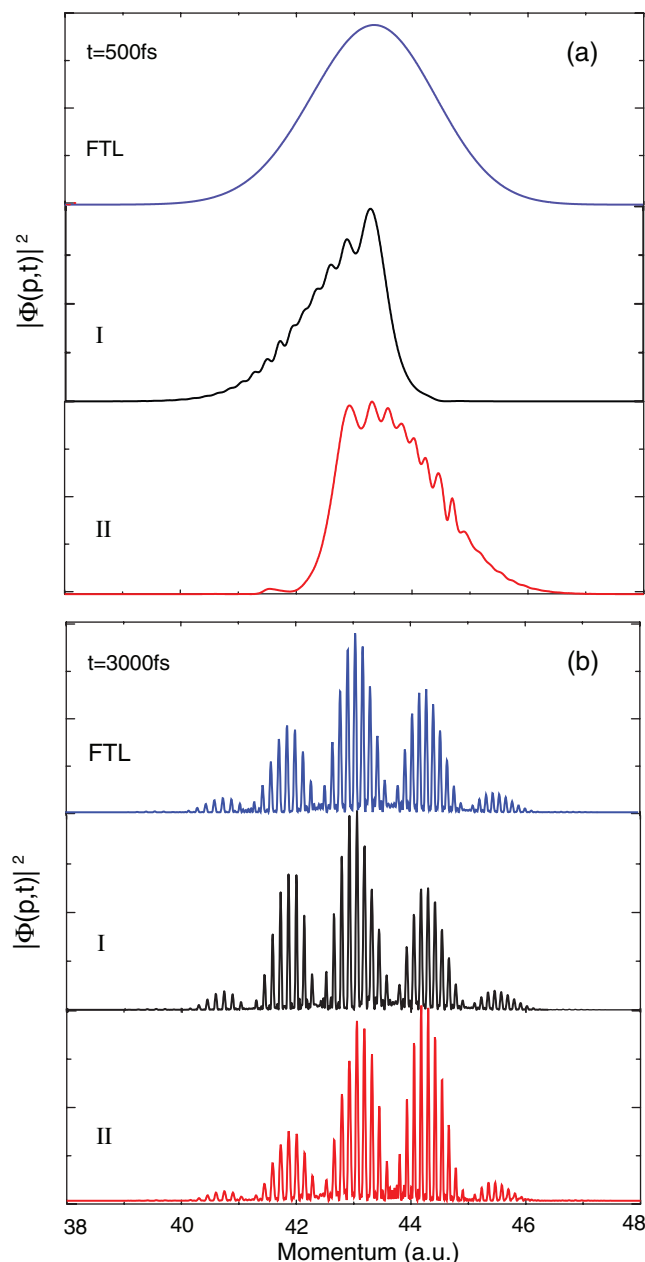 t=500fs
(a)
FTL
I
II
|Φ(p,t)|²
t=3000fs
(b)
FTL
I
II
|Φ(p,t)|²
38 40 42 44 46 48
Momentum (a.u.)